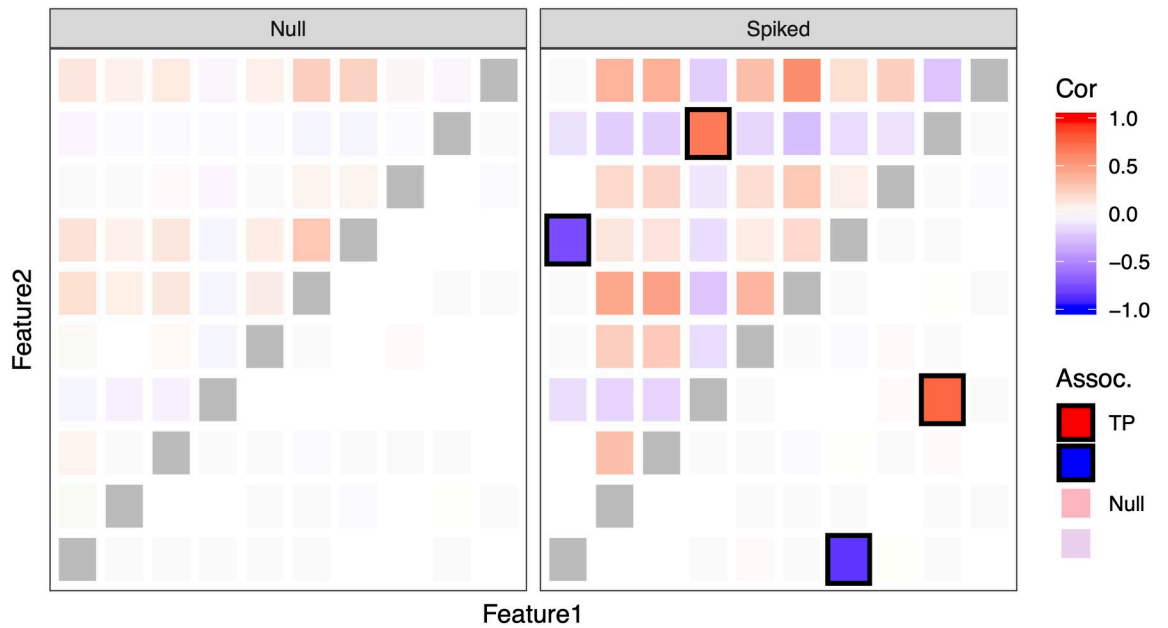 Null
Spiked
Feature2
Feature1
Cor
1.0
0.5
0.0
−0.5
−1.0
Assoc.
TP
Null